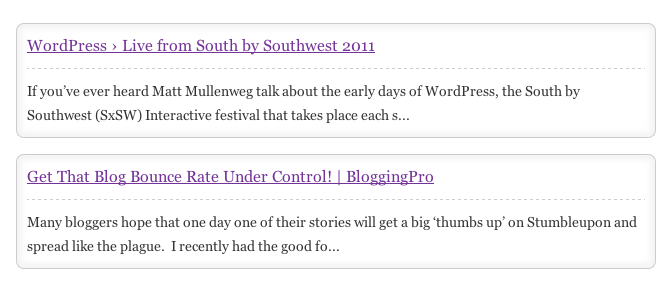 WordPress › Live from South by Southwest 2011
If you’ve ever heard Matt Mullenweg talk about the early days of WordPress, the South by
Southwest (SxSW) Interactive festival that takes place each s...
Get That Blog Bounce Rate Under Control! | BloggingPro
Many bloggers hope that one day one of their stories will get a big ‘thumbs up’ on Stumbleupon and
spread like the plague.  I recently had the good fo...